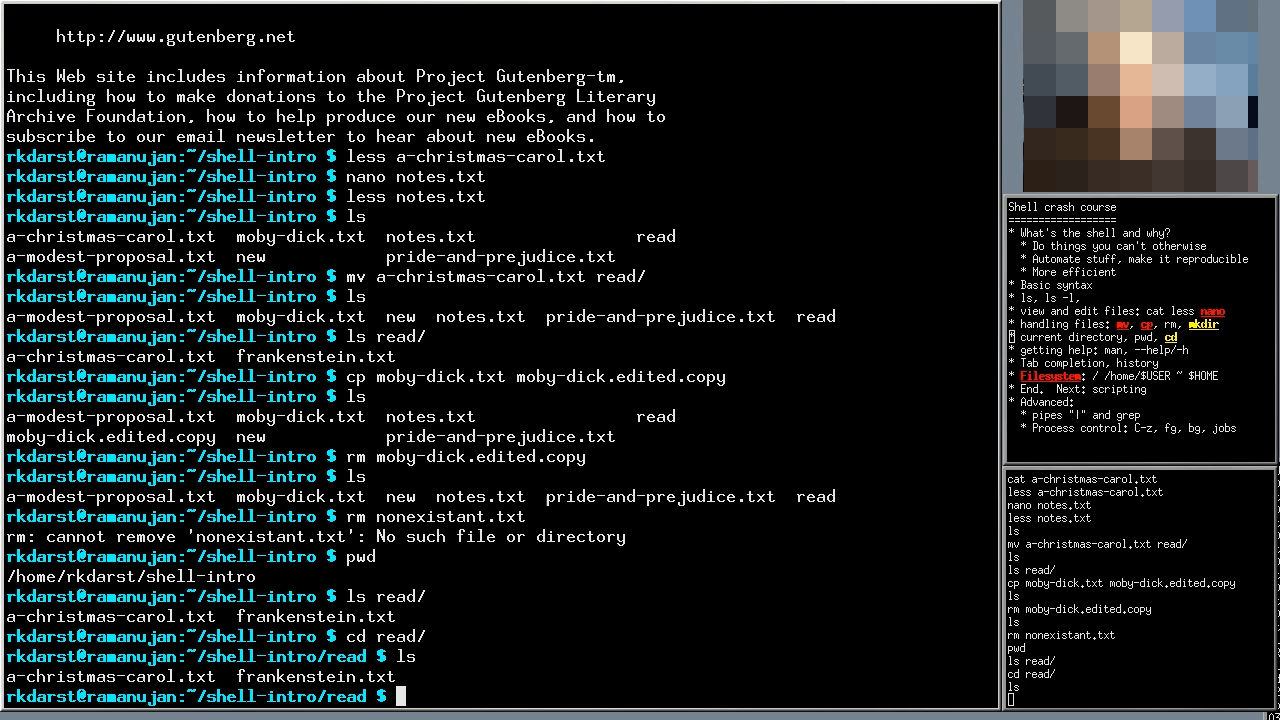 http://www.gutenberg.net
This Web site includes information about Project Gutenberg-tm,
including how to make donations to the Project Gutenberg Literary
Archive Foundation, how to help produce our new eBooks, and how to
subscribe to our email newsletter to hear about new eBooks.
rkdarst@ramanujan:~/shell-intro $ less a-christmas-carol.txt
rkdarst@ramanujan:~/shell-intro $ nano notes.txt
rkdarst@ramanujan:~/shell-intro $ less notes.txt
rkdarst@ramanujan:~/shell-intro $ ls
a-christmas-carol.txt  moby-dick.txt  notes.txt                read
a-modest-proposal.txt  new            pride-and-prejudice.txt
rkdarst@ramanujan:~/shell-intro $ mv a-christmas-carol.txt read/
rkdarst@ramanujan:~/shell-intro $ ls
a-modest-proposal.txt  moby-dick.txt  new  notes.txt  pride-and-prejudice.txt  read
rkdarst@ramanujan:~/shell-intro $ ls read/
a-christmas-carol.txt  frankenstein.txt
rkdarst@ramanujan:~/shell-intro $ cp moby-dick.txt moby-dick.edited.copy
rkdarst@ramanujan:~/shell-intro $ ls
a-modest-proposal.txt  moby-dick.txt  notes.txt                read
moby-dick.edited.copy  new            pride-and-prejudice.txt
rkdarst@ramanujan:~/shell-intro $ rm moby-dick.edited.copy
rkdarst@ramanujan:~/shell-intro $ ls
a-modest-proposal.txt  moby-dick.txt  new  notes.txt  pride-and-prejudice.txt  read
rkdarst@ramanujan:~/shell-intro $ rm nonexistant.txt
rm: cannot remove 'nonexistant.txt': No such file or directory
rkdarst@ramanujan:~/shell-intro $ pwd
/home/rkdarst/shell-intro
rkdarst@ramanujan:~/shell-intro $ ls read/
a-christmas-carol.txt  frankenstein.txt
rkdarst@ramanujan:~/shell-intro $ cd read/
rkdarst@ramanujan:~/shell-intro/read $ ls
a-christmas-carol.txt  frankenstein.txt
rkdarst@ramanujan:~/shell-intro/read $
Shell crash course
==================
* What's the shell and why?
  * Do things you can't otherwise
  * Automate stuff, make it reproducible
  * More efficient
* Basic syntax
* ls, ls -l,
* view and edit files: cat less nano
* handling files: mv, cp, rm, mkdir
* current directory, pwd, cd
* getting help: man, --help/-h
* Tab completion, history
* Filesystem: / /home/$USER ~ $HOME
* End.  Next: scripting
* Advanced:
  * pipes "|" and grep
  * Process control: C-z, fg, bg, jobs
cat a-christmas-carol.txt
less a-christmas-carol.txt
nano notes.txt
less notes.txt
ls
mv a-christmas-carol.txt read/
ls
ls read/
cp moby-dick.txt moby-dick.edited.copy
ls
rm moby-dick.edited.copy
ls
rm nonexistant.txt
pwd
ls read/
cd read/
ls